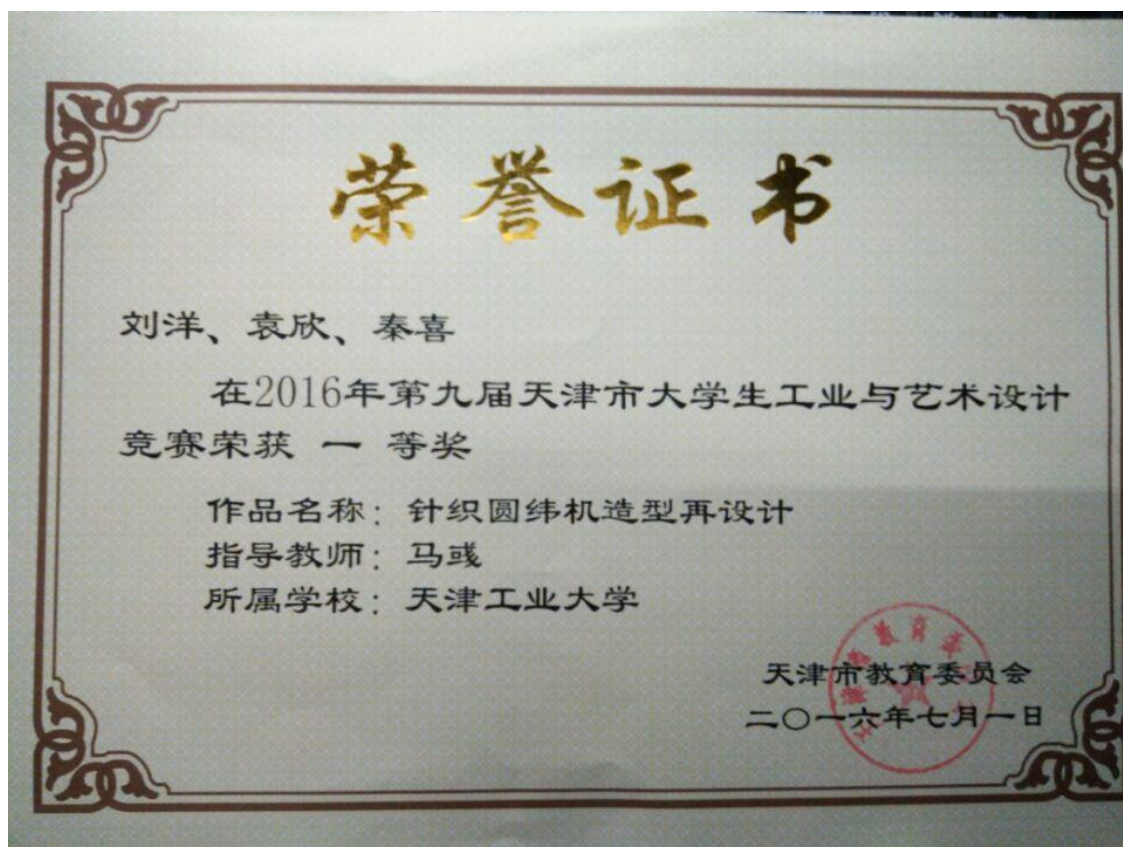 荣誉证书
刘洋、袁欣、秦喜
在2016年第九届天津市大学生工业与艺术设计
竞赛荣获 一 等奖
作品名称：针织圆纬机造型再设计
指导教师：马彧
所属学校：天津工业大学
天津市教育委员会
二〇一六年七月一日